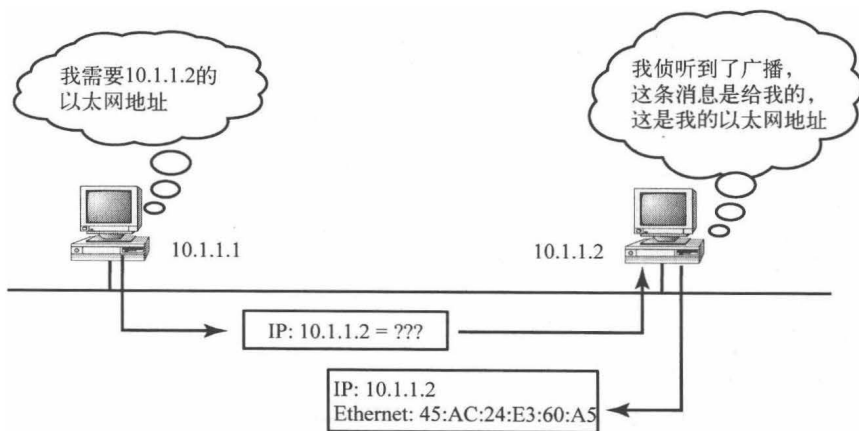 我需要10.1.1.2的
以太网地址
我侦听到了广播，
这条消息是给我的，
这是我的以太网地址
10.1.1.1
10.1.1.2
IP: 10.1.1.2 = ???
IP: 10.1.1.2
Ethernet: 45:AC:24:E3:60:A5